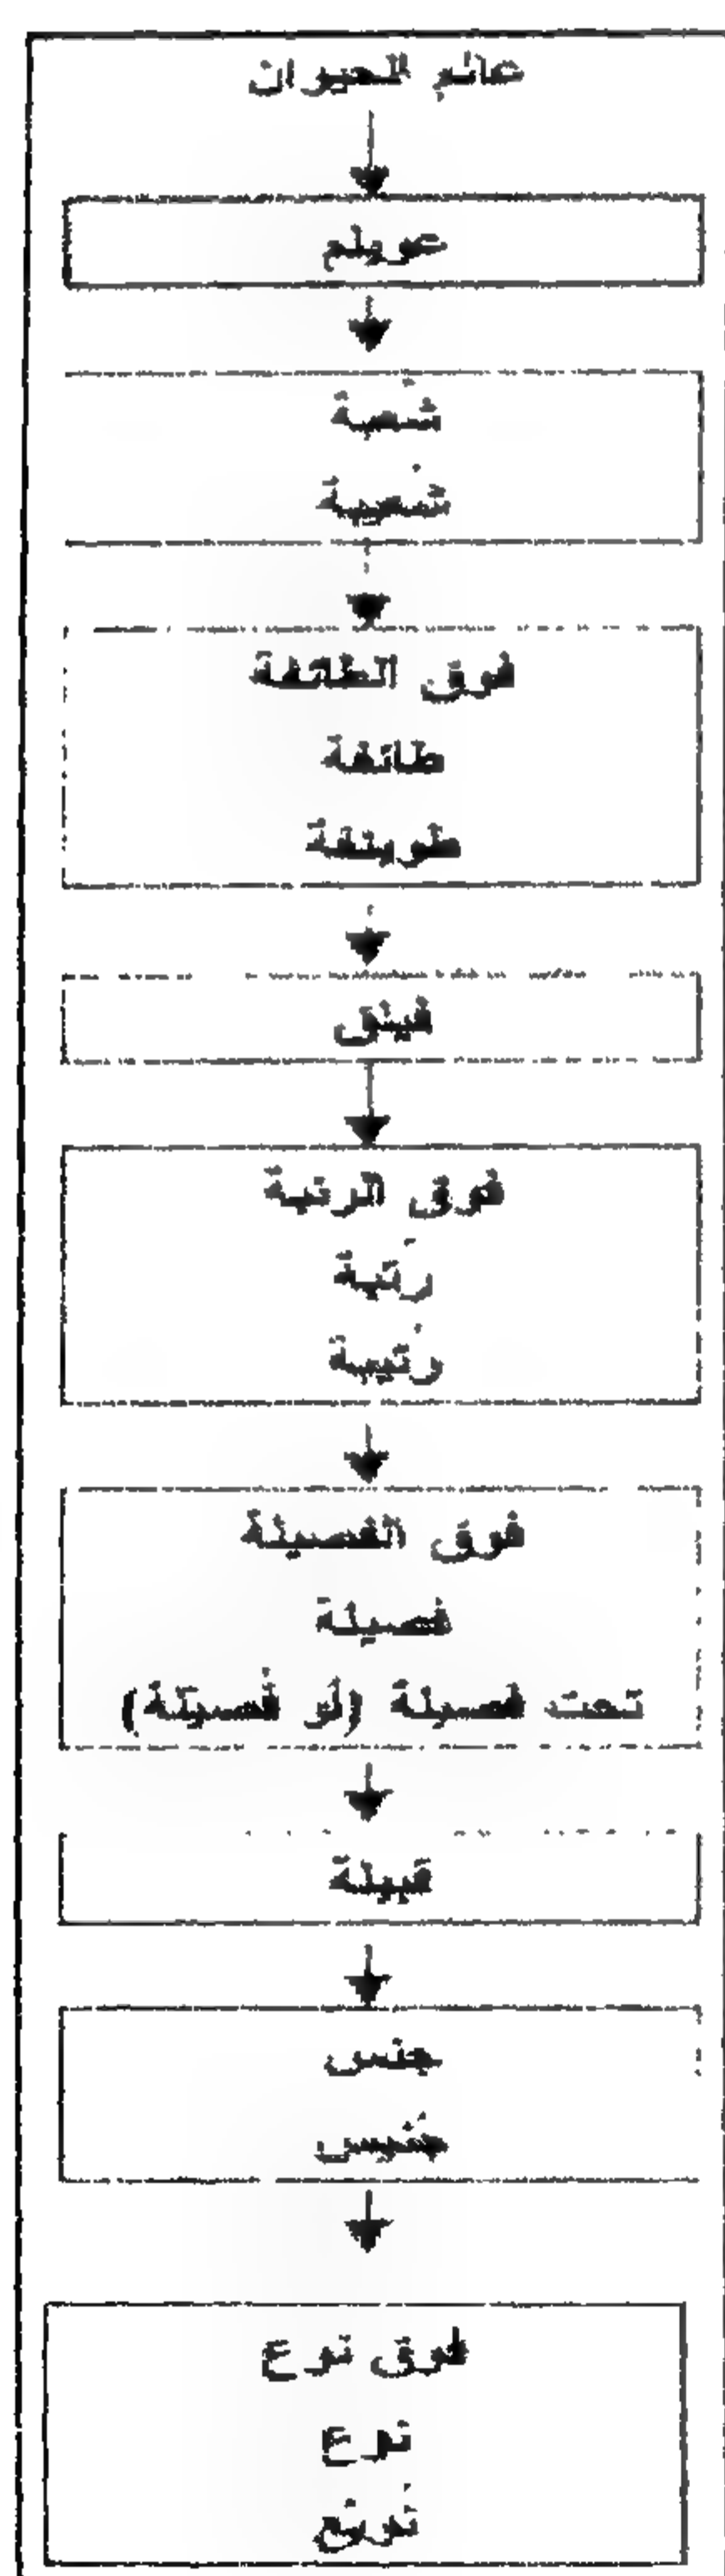 عالم الحيوان
عويلم
شعبة
شعيبة
فوق الطائفة
طائفة
طويئفة
فيلق
فوق الرتبة
رتبة
رتيبة
فوق الفصيلة
فصيلة
تحت فصيلة (أو فصيلة)
قبيلة
جنس
جنيس
فوق نوع
نوع
نويع